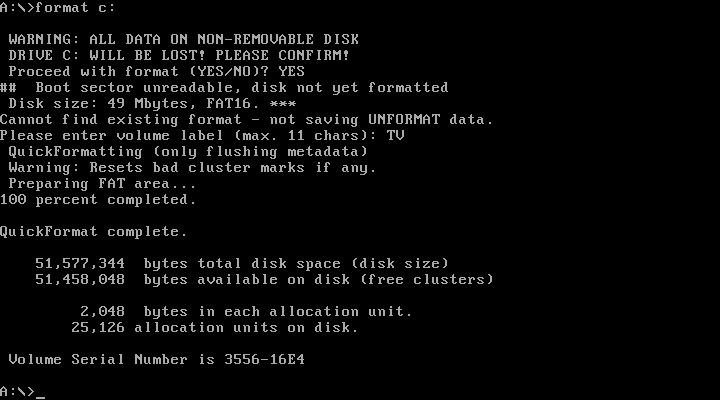 A:\>format c:
WARNING: ALL DATA ON NON-REMOVABLE DISK
DRIVE C: WILL BE LOST! PLEASE CONFIRM!
Proceed with format (YES/NO)? YES
## Boot sector unreadable, disk not yet formatted
Disk size: 49 Mbytes, FAT16. ***
Cannot find existing format - not saving UNFORMAT data.
Please enter volume label (max. 11 chars): TV
QuickFormatting (only flushing metadata)
Warning: Resets bad cluster marks if any.
Preparing FAT area...
100 percent completed.
QuickFormat complete.
51,577,344 bytes total disk space (disk size)
51,458,048 bytes available on disk (free clusters)
2,048 bytes in each allocation unit.
25,126 allocation units on disk.
Volume Serial Number is 3556-16E4
A:\>_